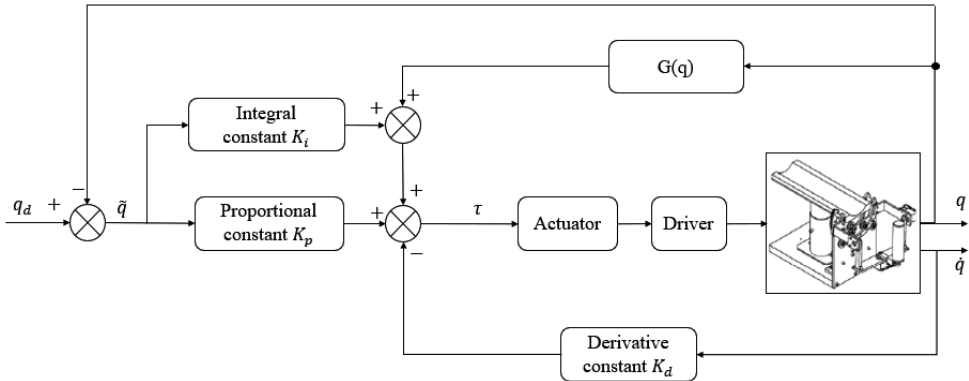 G(q)
+
+
Integral
constant K_i
−
+
q_d +
q̃
Proportional
constant K_p
+
τ
Actuator
Driver
q
−
q̇
Derivative
constant K_d